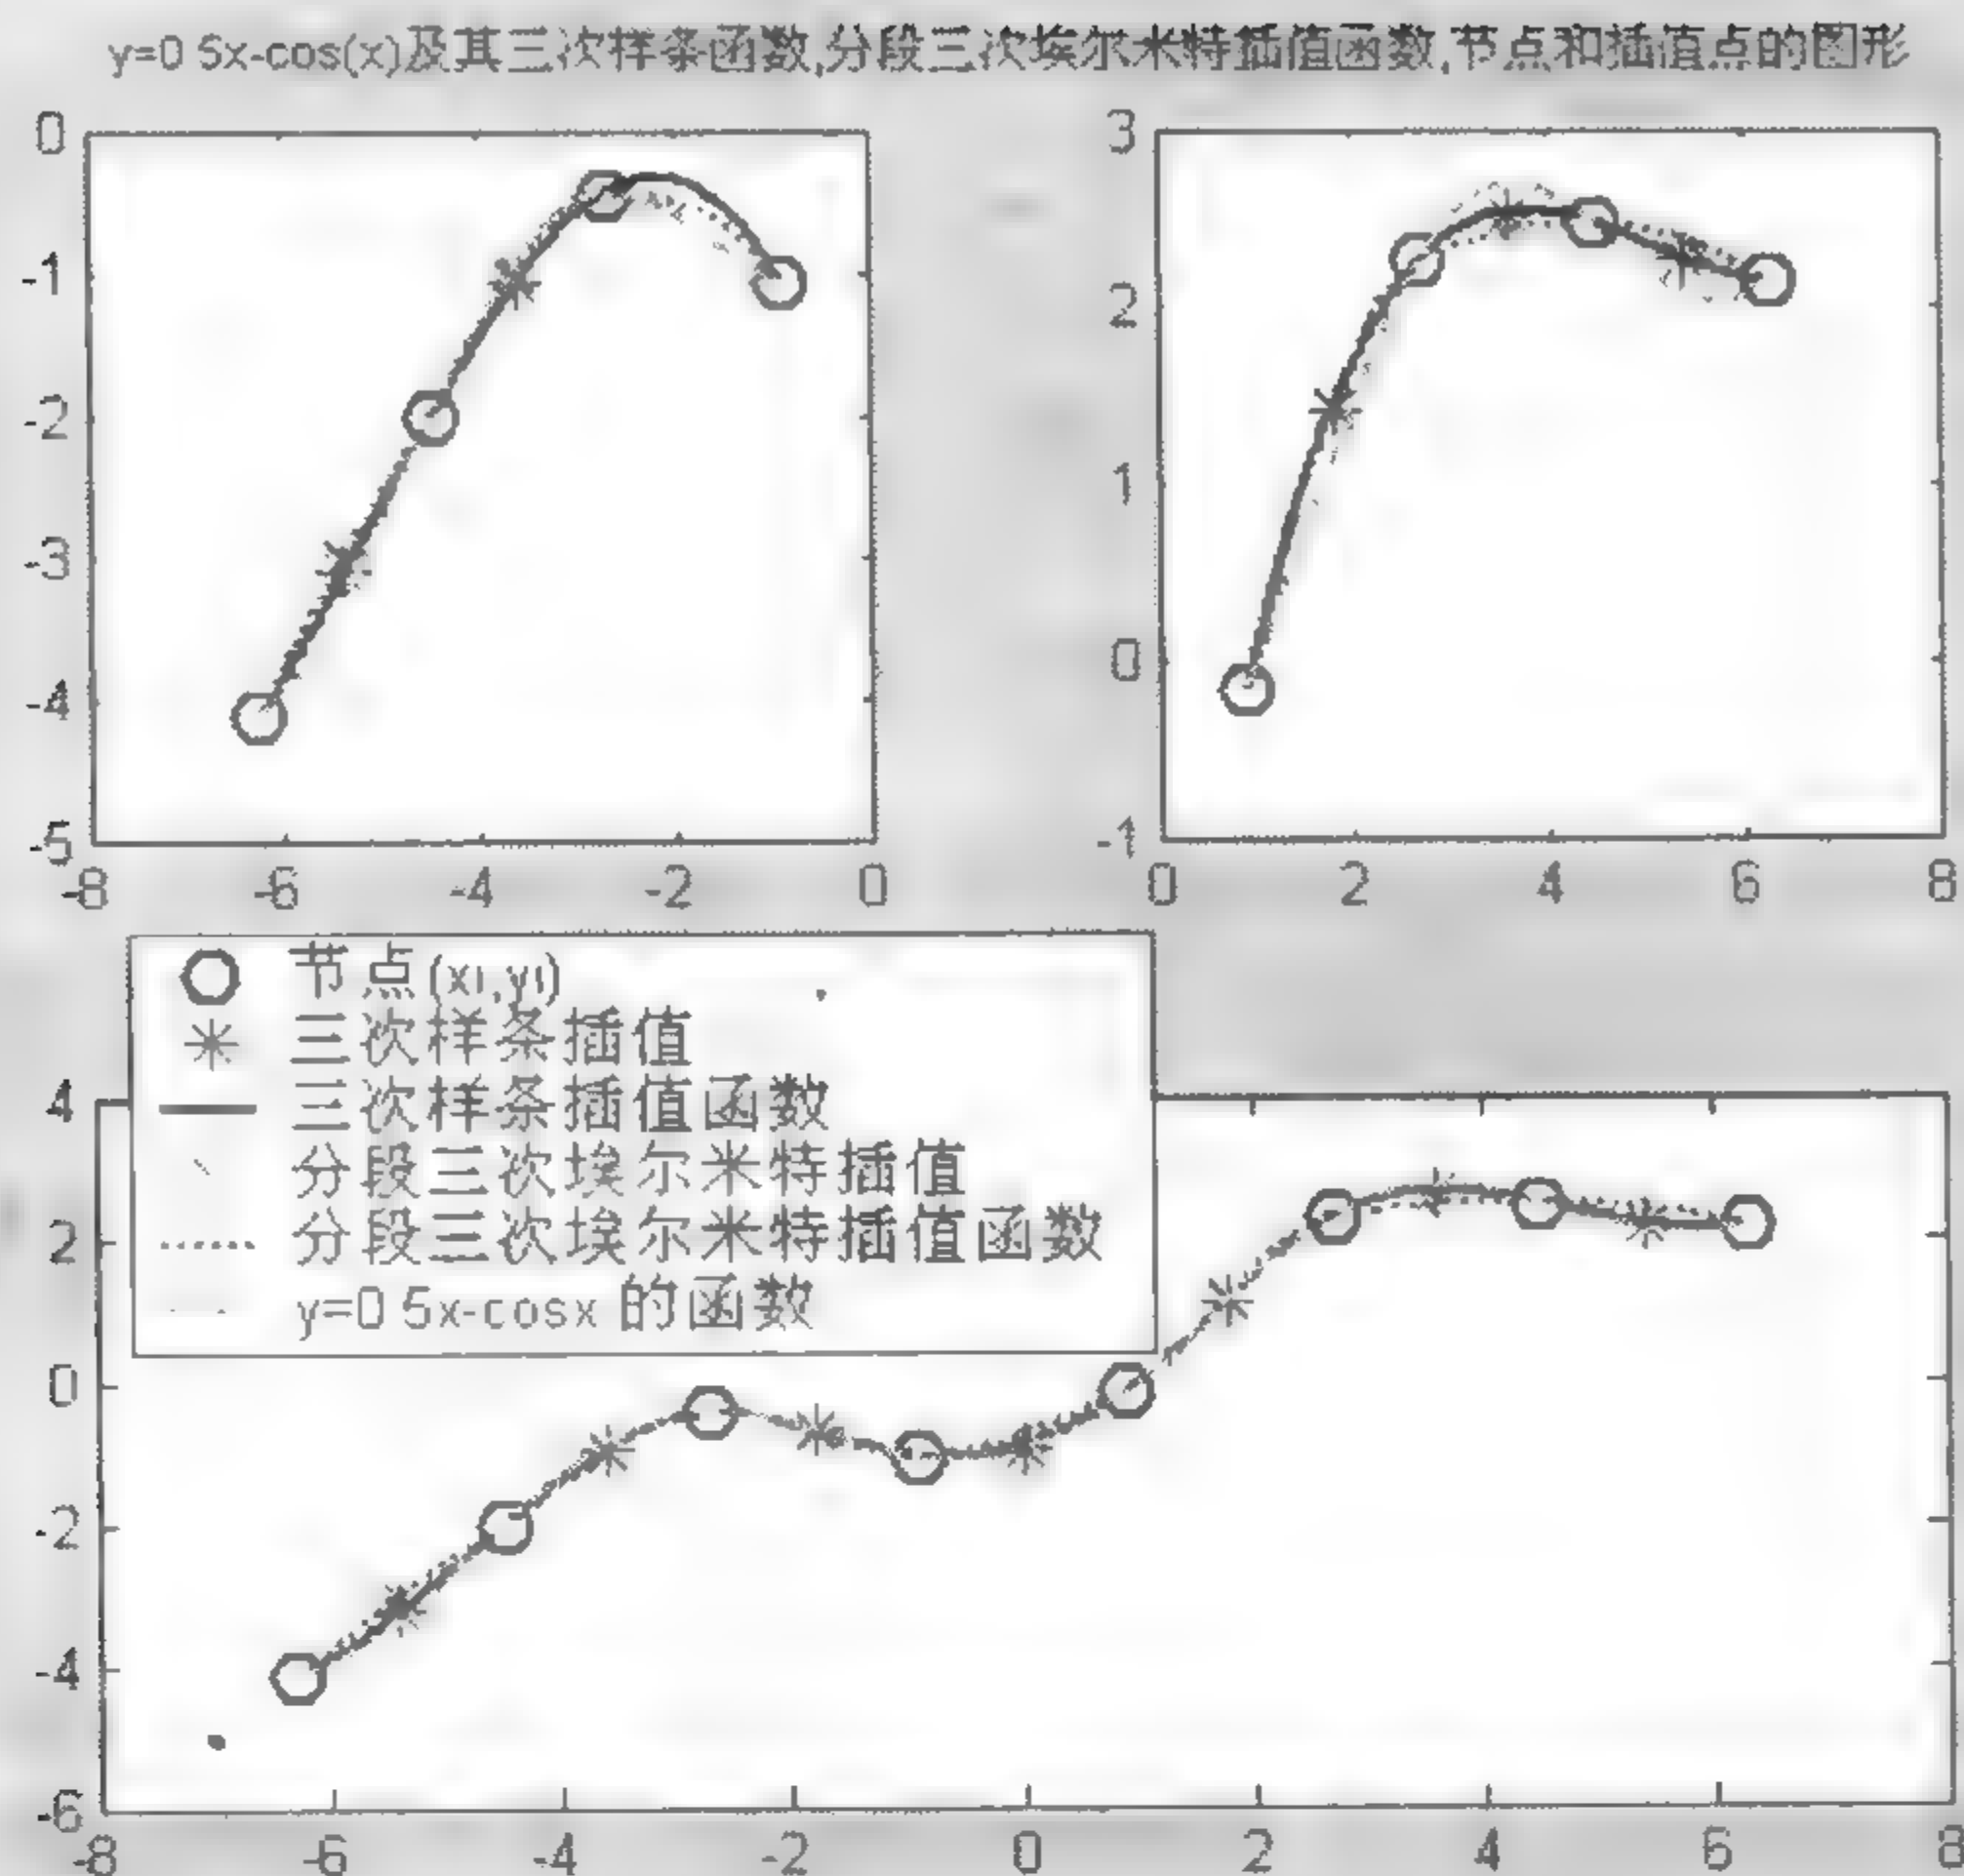 y=0 5x-cos(x)及其三次样条函数,分段三次埃尔米特插值函数,节点和插值点的图形
0
-1
-2
-3
-4
-5
-8 -6 -4 -2 0
3
2
1
0
-1
0 2 4 6 8
节点(xi,yi)
三次样条插值
三次样条插值函数
分段三次埃尔米特插值
分段三次埃尔米特插值函数
y=0 5x-cosx 的函数
4
2
0
-2
-4
-6
-8 -6 -4 -2 0 2 4 6 8